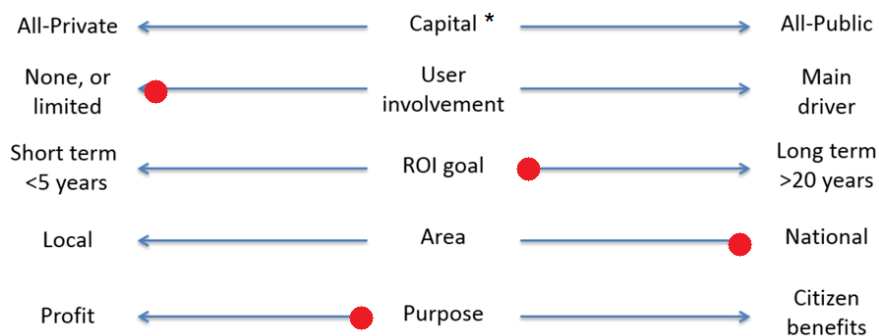 All-Private Capital * All-Public
None, or User Main
limited involvement driver
Short term ROI goal Long term
<5 years >20 years
Local Area National
Profit Purpose Citizen
benefits